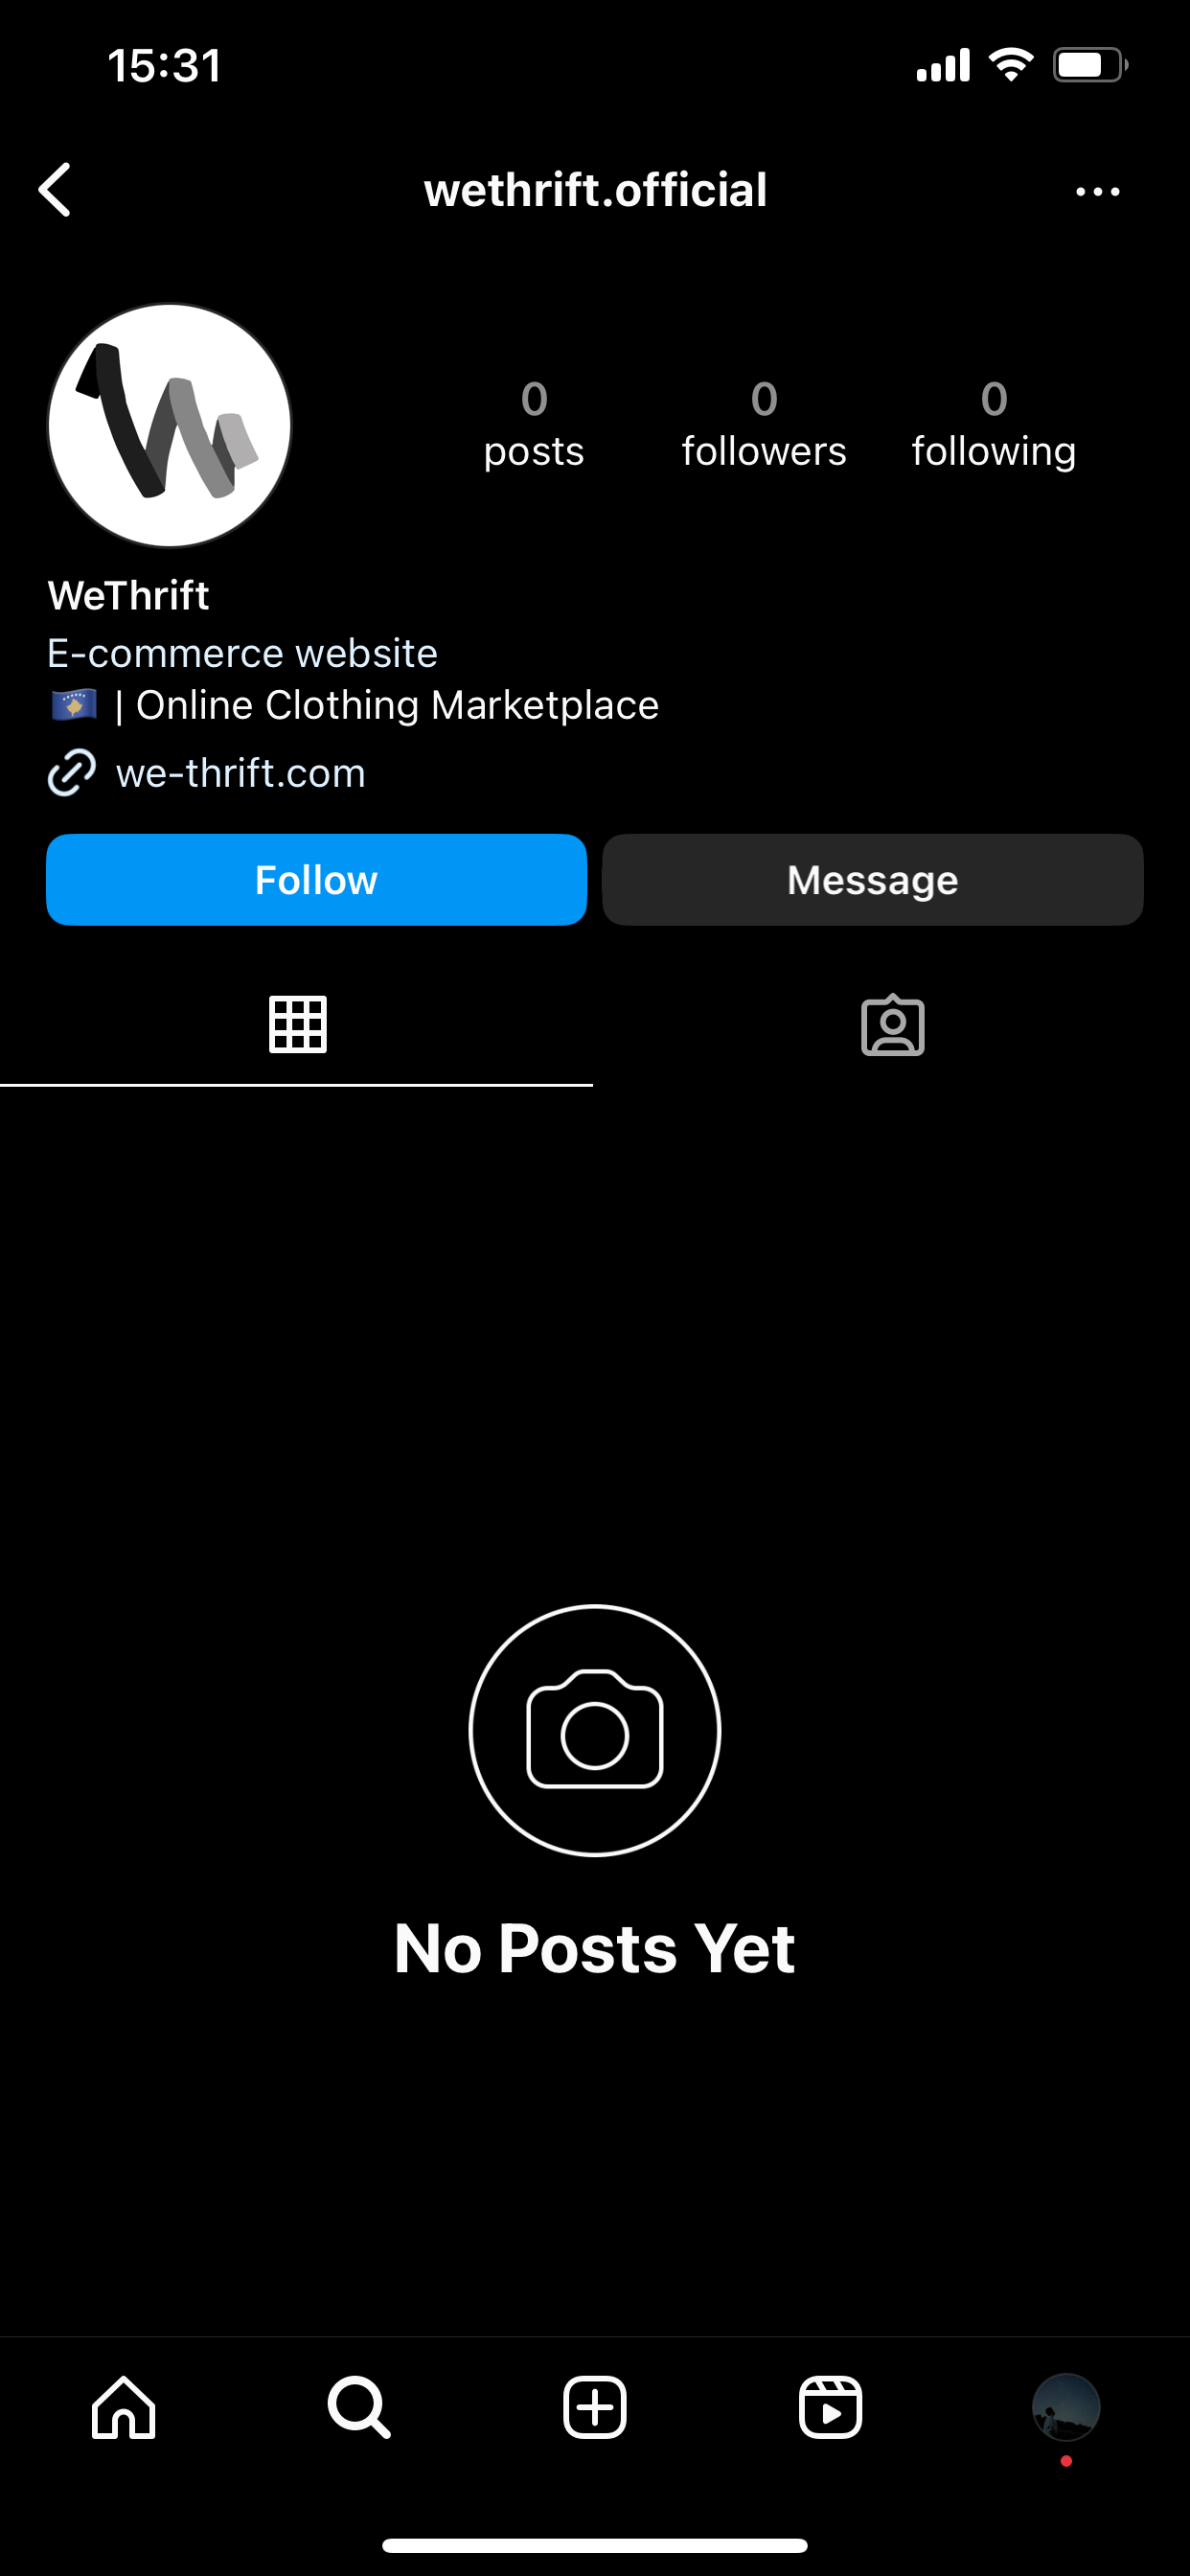 15:31
wethrift.official
0 0 0
posts followers following
WeThrift
E-commerce website
🇽🇰 | Online Clothing Marketplace
we-thrift.com
Follow Message
No Posts Yet